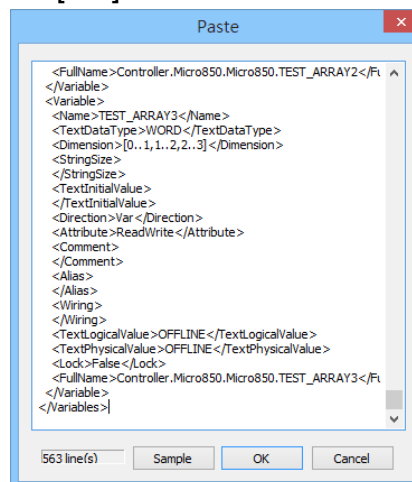 Paste
<FullName>Controller.Micro850.Micro850.TEST_ARRAY2</Fu
</Variable>
<Variable>
<Name>TEST_ARRAY3</Name>
<TextDataType>WORD</TextDataType>
<Dimension>[0..1,1..2,2..3]</Dimension>
<StringSize>
</StringSize>
<TextInitialValue>
</TextInitialValue>
<Direction>Var</Direction>
<Attribute>ReadWrite</Attribute>
<Comment>
</Comment>
<Alias>
</Alias>
<Wiring>
</Wiring>
<TextLogicalValue>OFFLINE</TextLogicalValue>
<TextPhysicalValue>OFFLINE</TextPhysicalValue>
<Lock>False</Lock>
<FullName>Controller.Micro850.Micro850.TEST_ARRAY3</Fu
</Variable>
</Variables>
563 line(s) Sample OK Cancel